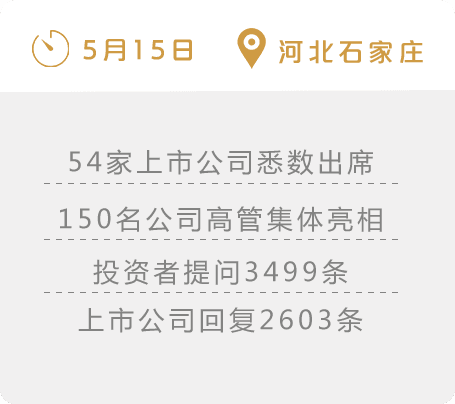 5月15日 河北石家庄
54家上市公司悉数出席
150名公司高管集体亮相
投资者提问3499条
上市公司回复2603条